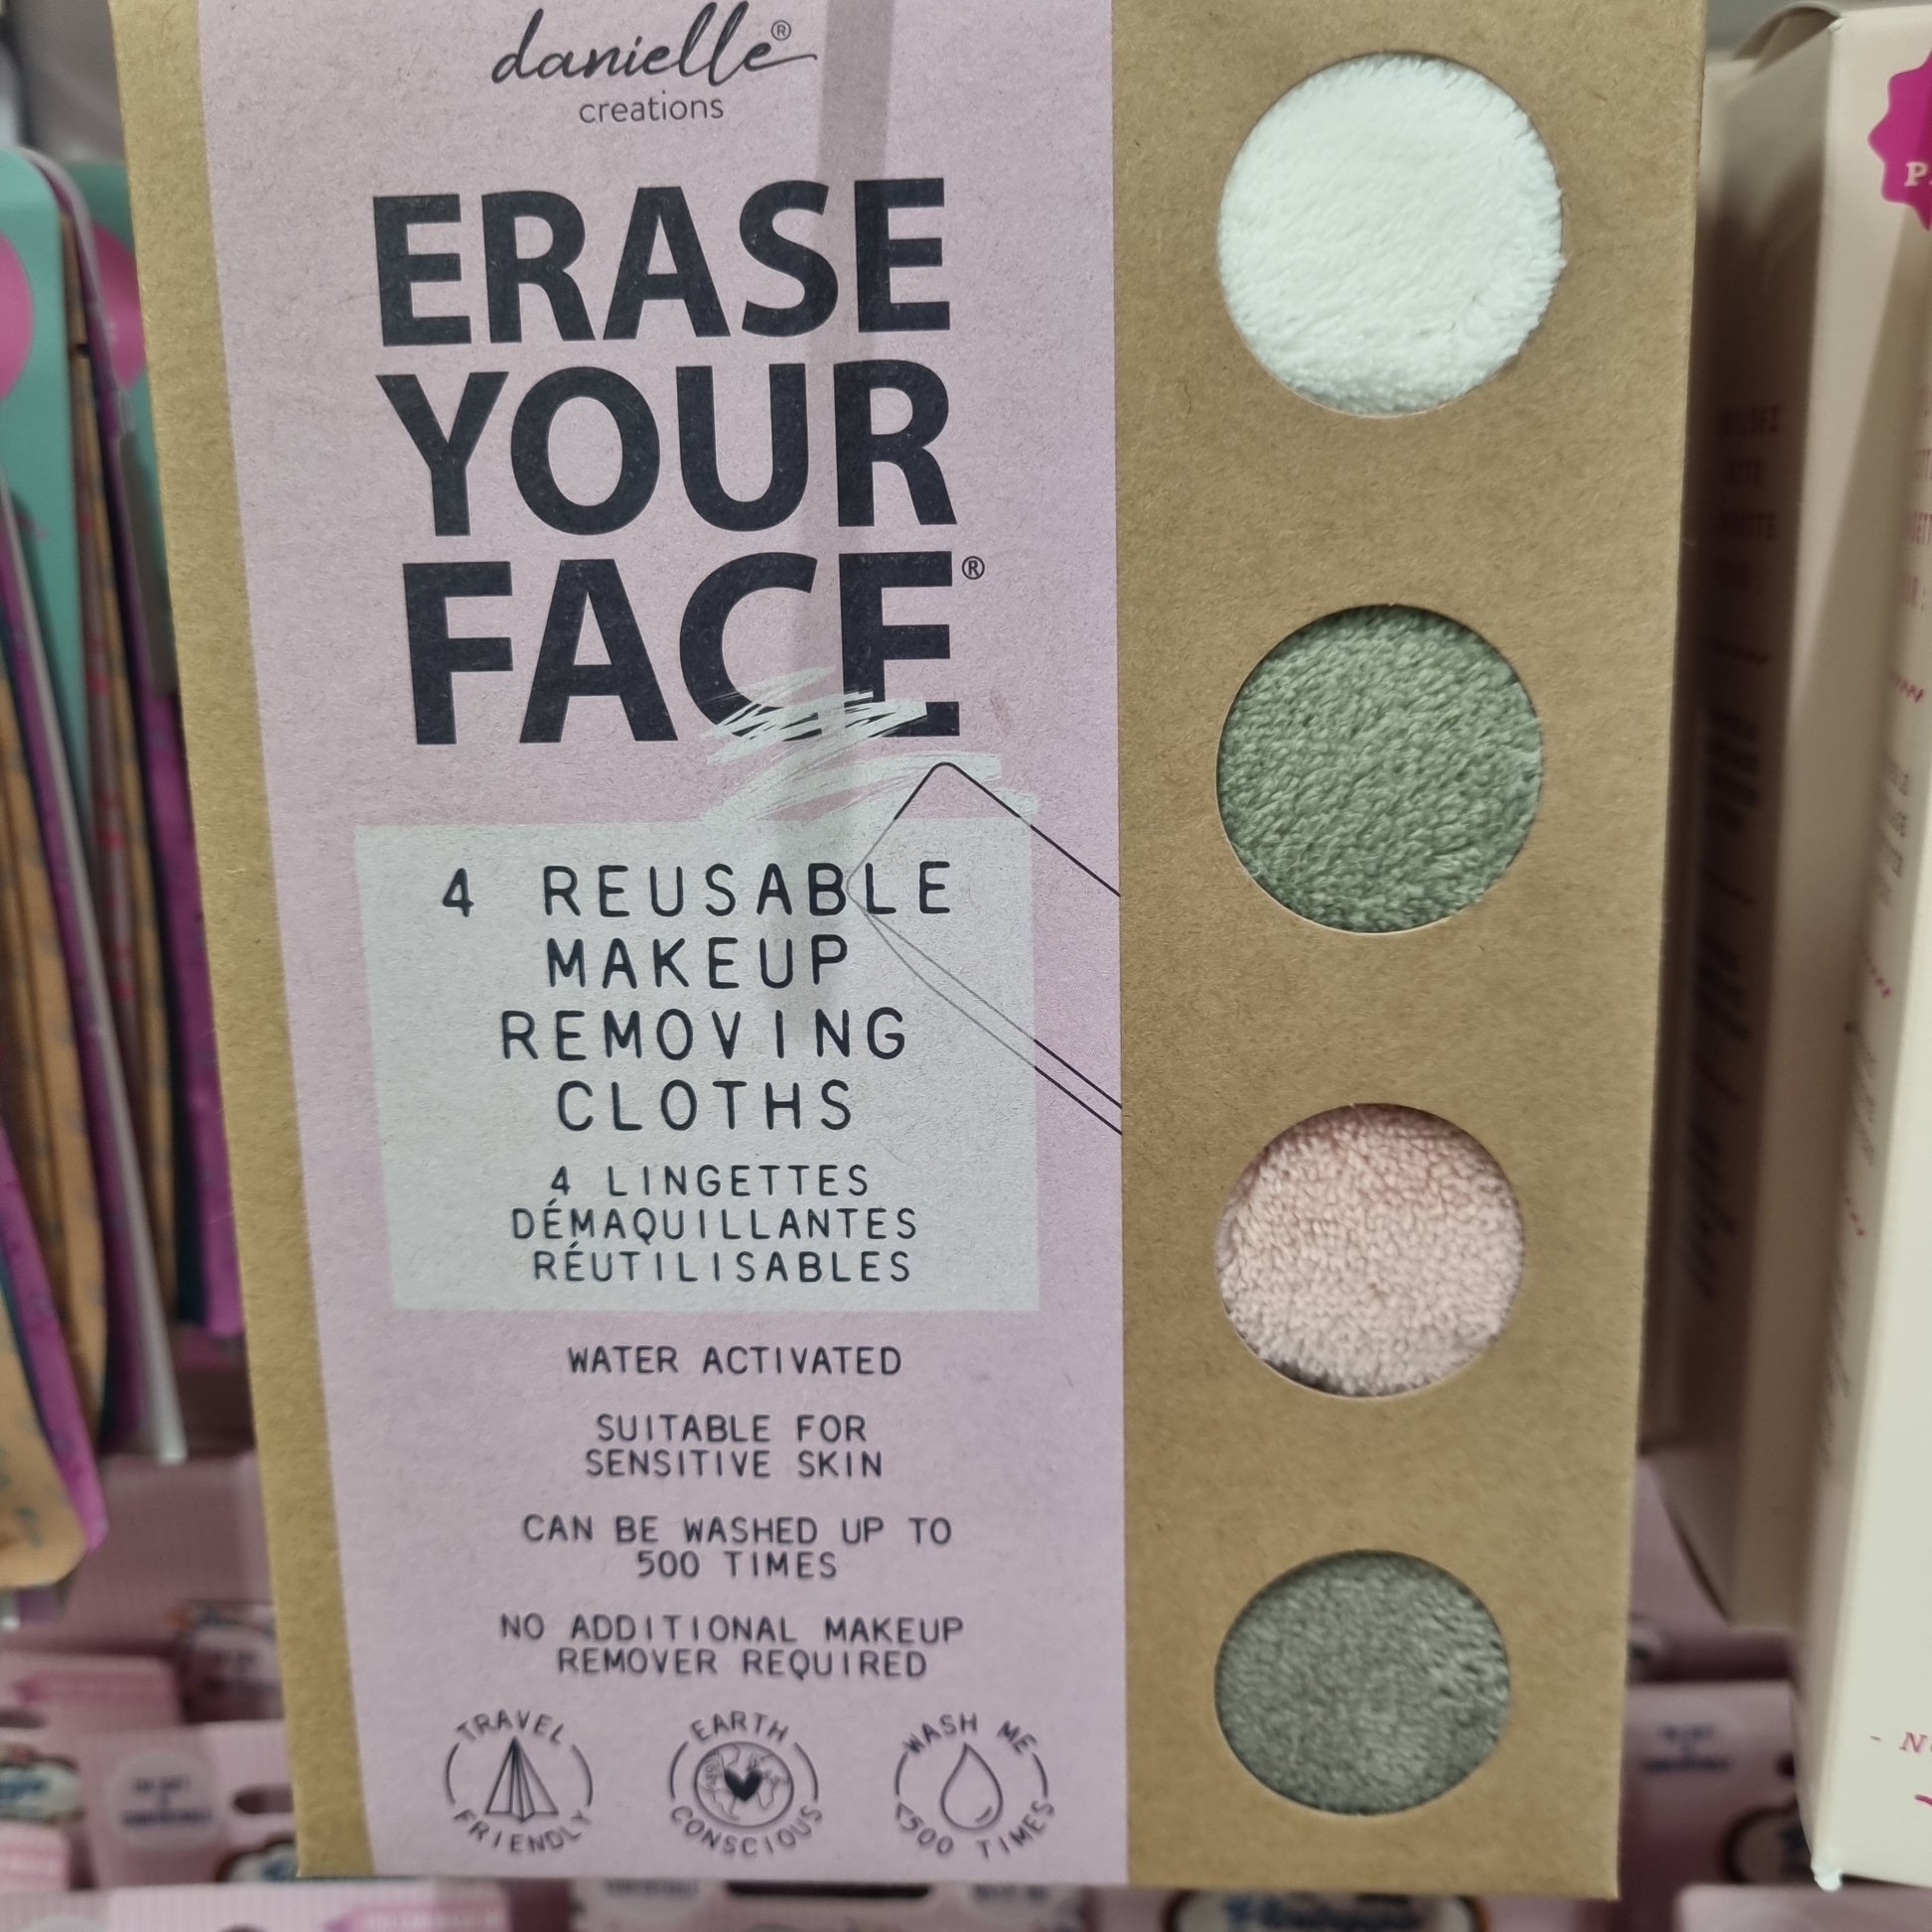 danielle®
creations
ERASE
YOUR
FACE®
4 REUSABLE
MAKEUP
REMOVING
CLOTHS
4 LINGETTES
DÉMAQUILLANTES
RÉUTILISABLES
WATER ACTIVATED
SUITABLE FOR
SENSITIVE SKIN
CAN BE WASHED UP TO
500 TIMES
NO ADDITIONAL MAKEUP
REMOVER REQUIRED
TRAVEL
FRIENDLY
EARTH
CONSCIOUS
WASH ME
<500 TIMES